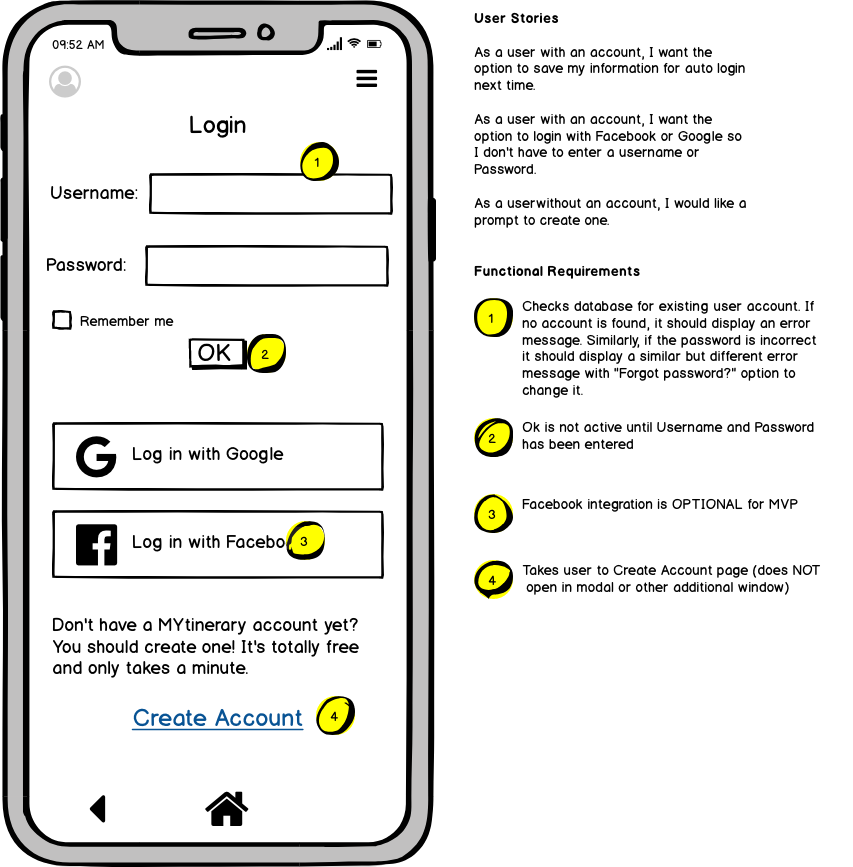 09:52 AM
Login
1
Username:
Password:
Remember me
OK
2
Log in with Google
Log in with Facebo
3
Don't have a MYtinerary account yet?
You should create one! It's totally free
and only takes a minute.
Create Account
4
User Stories
As a user with an account, I want the
option to save my information for auto login
next time.
As a user with an account, I want the
option to login with Facebook or Google so
I don't have to enter a username or
Password.
As a userwithout an account, I would like a
prompt to create one.
Functional Requirements
1
Checks database for existing user account. If
no account is found, it should display an error
message. Similarly, if the password is incorrect
it should display a similar but different error
message with "Forgot password?" option to
change it.
2
Ok is not active until Username and Password
has been entered
3
Facebook integration is OPTIONAL for MVP
4
Takes user to Create Account page (does NOT
open in modal or other additional window)